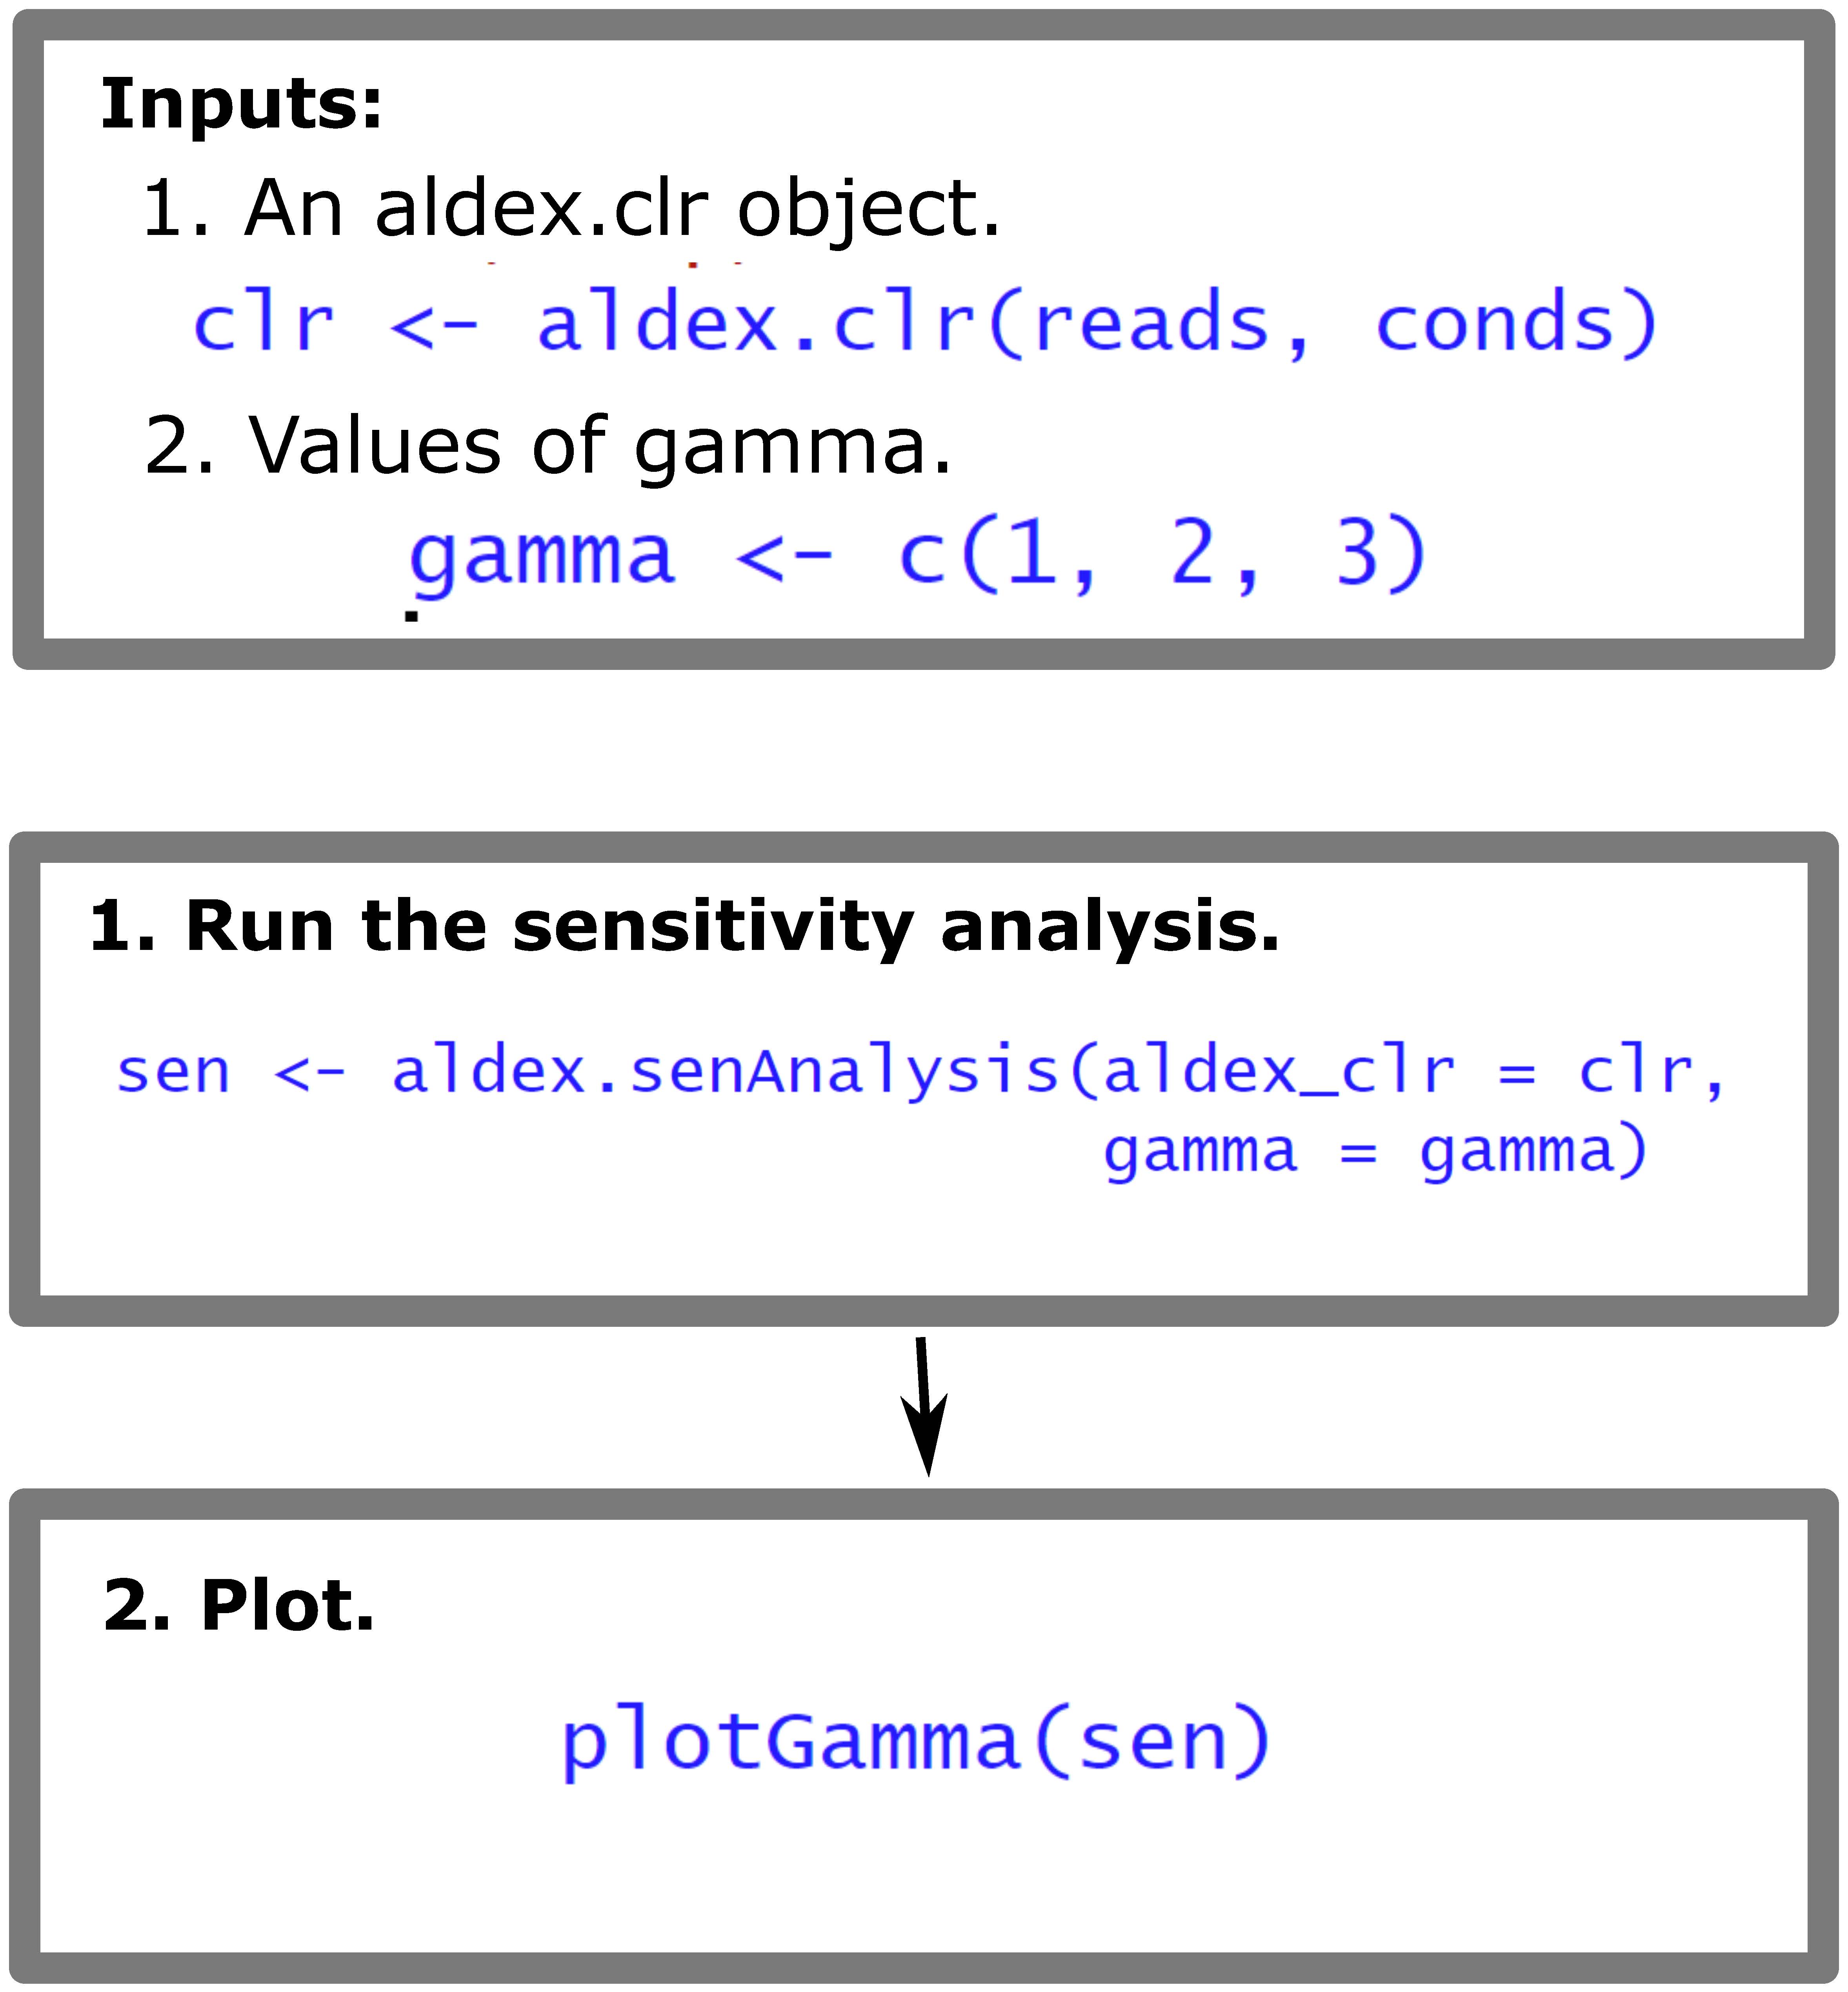 Inputs:
1. An aldex.clr object.
clr <- aldex.clr(reads, conds)
2. Values of gamma.
gamma <- c(1, 2, 3)
1. Run the sensitivity analysis.
sen <- aldex.senAnalysis(aldex_clr = clr,
gamma = gamma)
2. Plot.
plotGamma(sen)